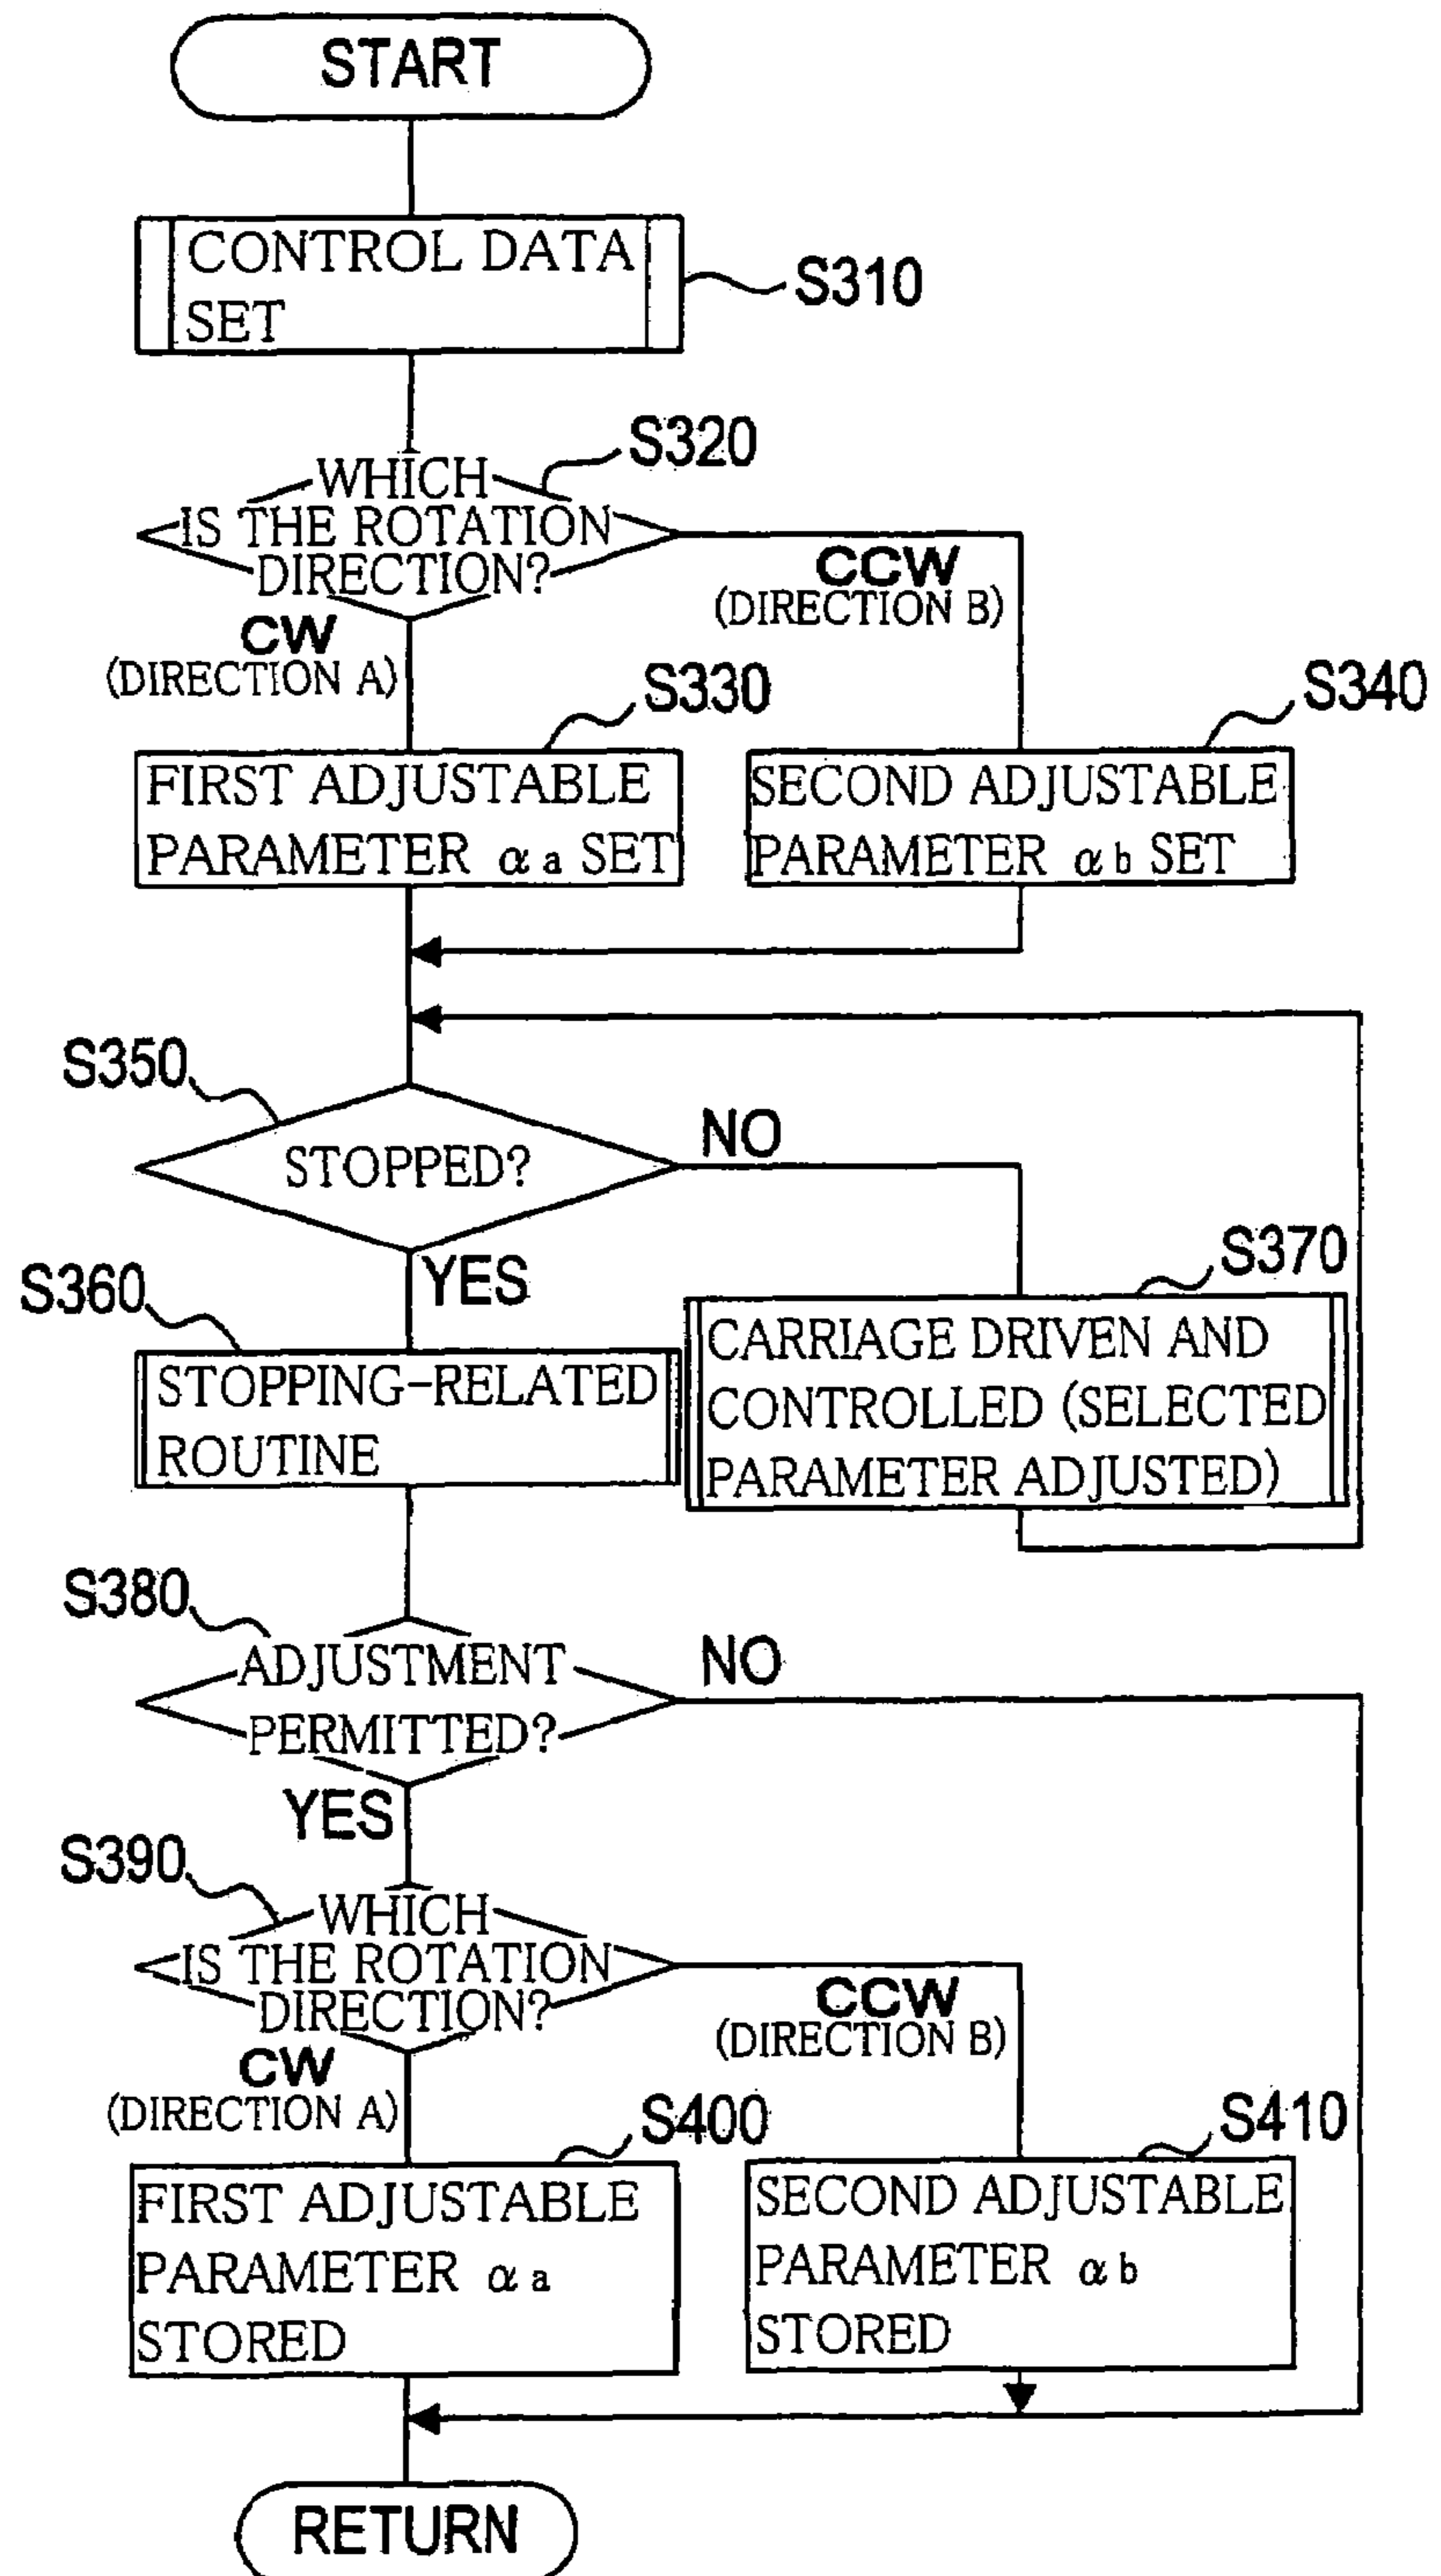 START
CONTROL DATA
SET
S310
S320
WHICH
IS THE ROTATION
DIRECTION?
CCW
(DIRECTION B)
CW
(DIRECTION A)
S330
S340
FIRST ADJUSTABLE
PARAMETER αa SET
SECOND ADJUSTABLE
PARAMETER αb SET
S350
STOPPED?
NO
YES
S360
STOPPING-RELATED
ROUTINE
S370
CARRIAGE DRIVEN AND
CONTROLLED (SELECTED
PARAMETER ADJUSTED)
S380
ADJUSTMENT
PERMITTED?
NO
YES
S390
WHICH
IS THE ROTATION
DIRECTION?
CCW
(DIRECTION B)
CW
(DIRECTION A)
S400
S410
FIRST ADJUSTABLE
PARAMETER αa
STORED
SECOND ADJUSTABLE
PARAMETER αb
STORED
RETURN